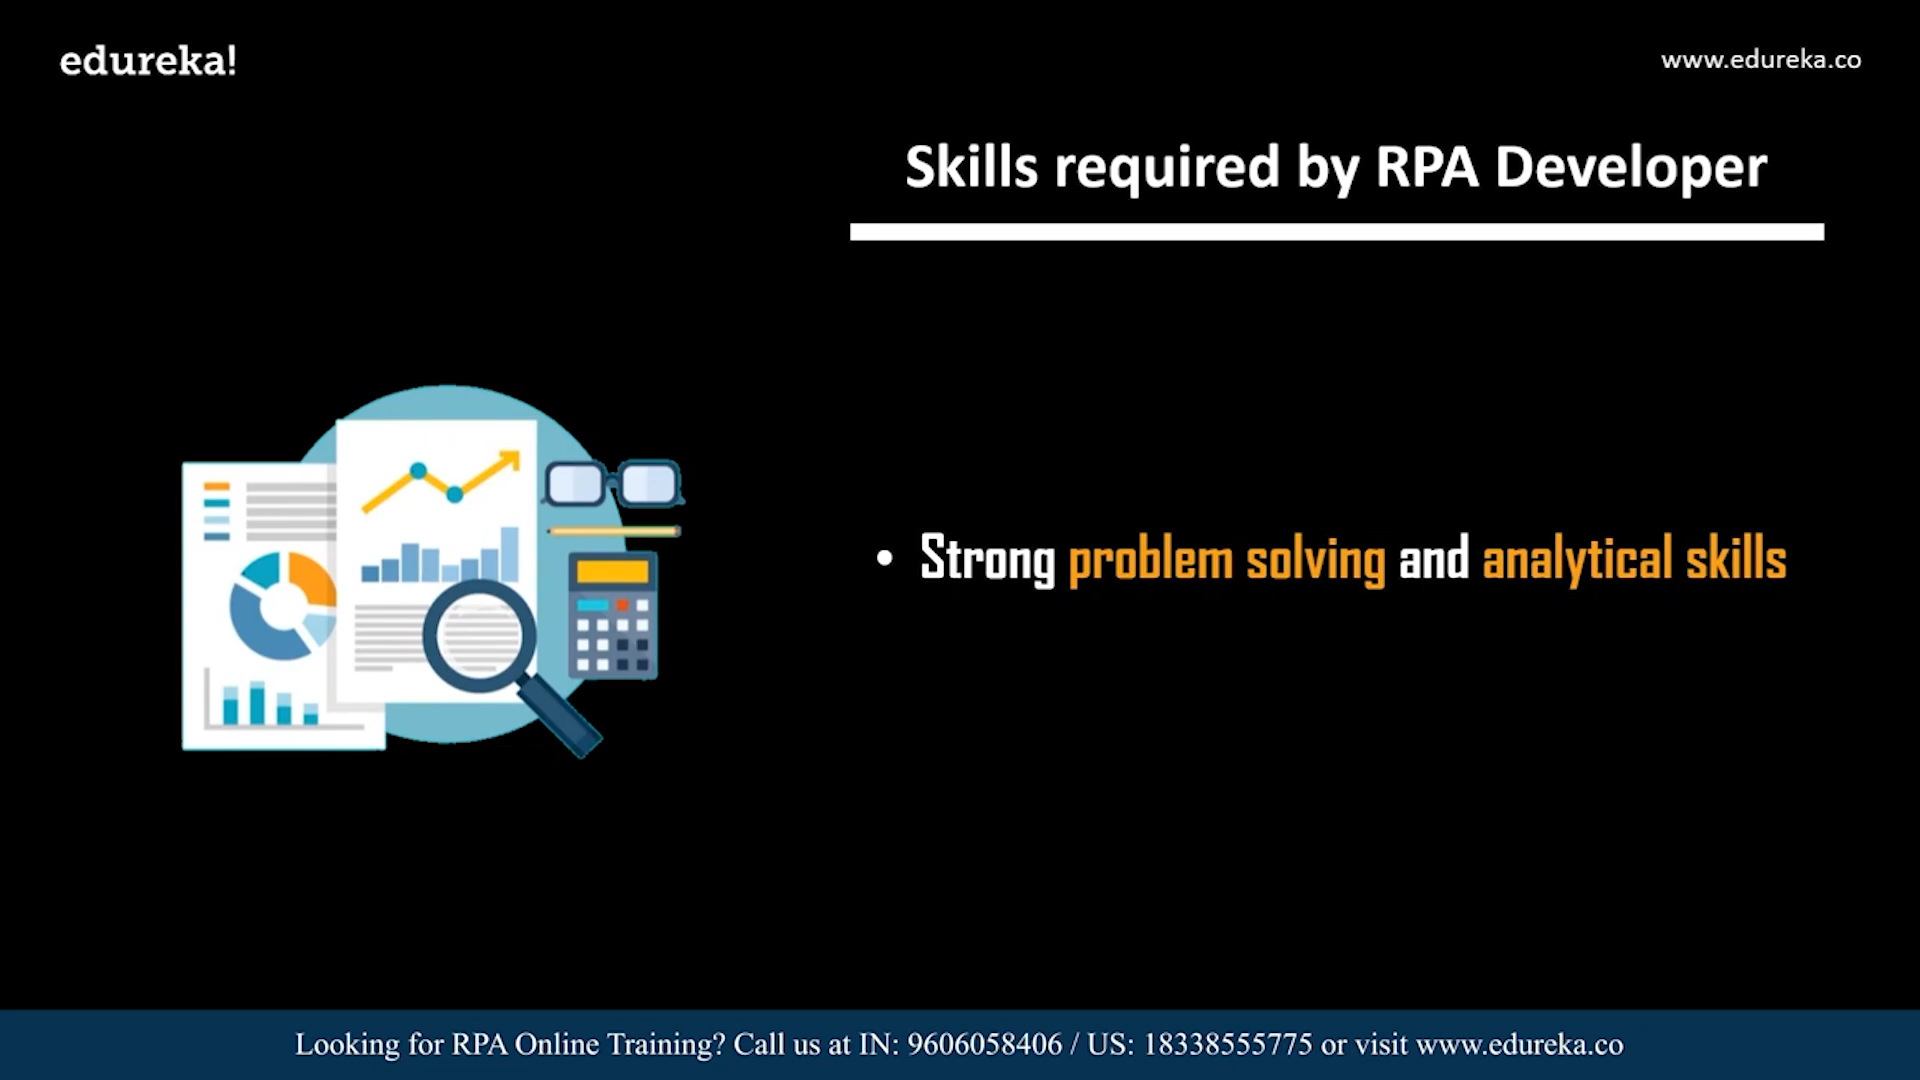 edureka!
www.edureka.co
Skills required by RPA Developer
• Strong problem solving and analytical skills
Looking for RPA Online Training? Call us at IN: 9606058406 / US: 18338555775 or visit www.edureka.co